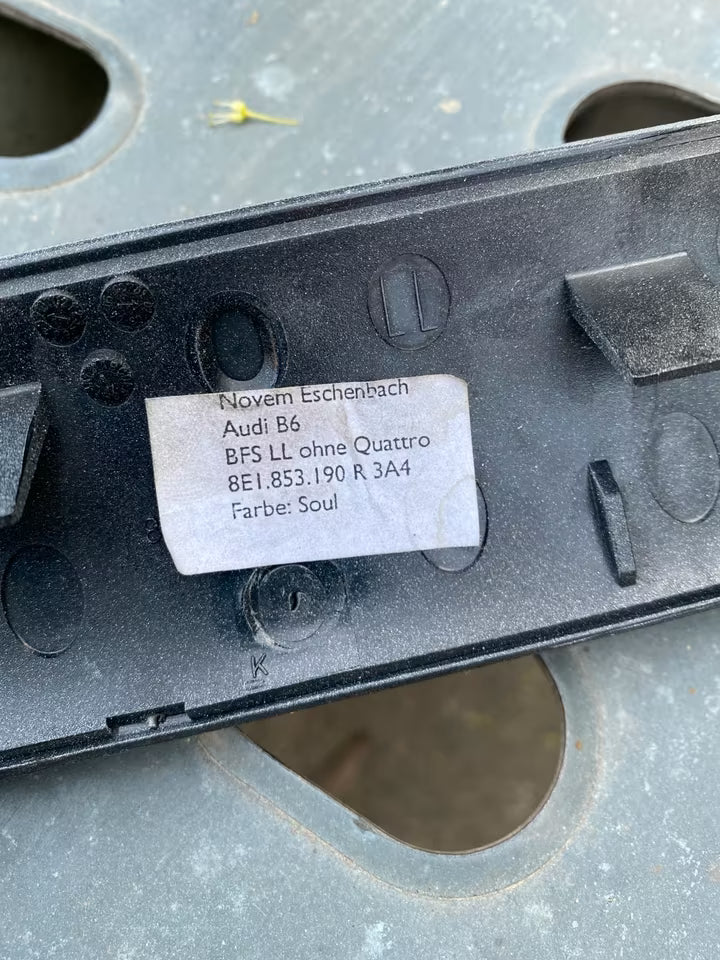 LL
Novem Eschenbach
Audi B6
BFS LL ohne Quattro
8E1.853.190 R 3A4
Farbe: Soul
K